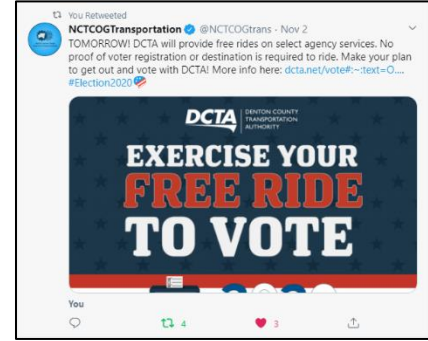 You Retweeted
NCTCOGTransportation @NCTCOGtrans · Nov 2
TOMORROW! DCTA will provide free rides on select agency services. No
proof of voter registration or destination is required to ride. Make your plan
to get out and vote with DCTA! More info here: dcta.net/vote#:~:text=O....
#Election2020
DCTA DENTON COUNTY
TRANSPORTATION
AUTHORITY
EXERCISE YOUR
FREE RIDE
TO VOTE
You
4 3